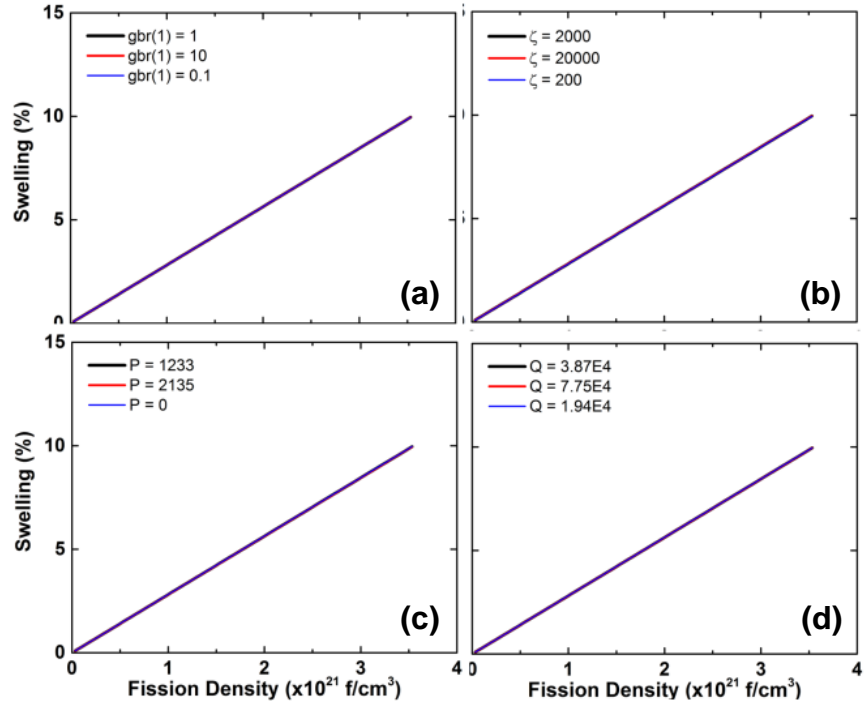 15
10
5
0
Swelling (%)
gbr(1) = 1
gbr(1) = 10
gbr(1) = 0.1
(a)
ζ = 2000
ζ = 20000
ζ = 200
(b)
15
10
5
0
Swelling (%)
P = 1233
P = 2135
P = 0
(c)
0 1 2 3 4
Fission Density (x10²¹ f/cm³)
Q = 3.87E4
Q = 7.75E4
Q = 1.94E4
(d)
0 1 2 3 4
Fission Density (x10²¹ f/cm³)